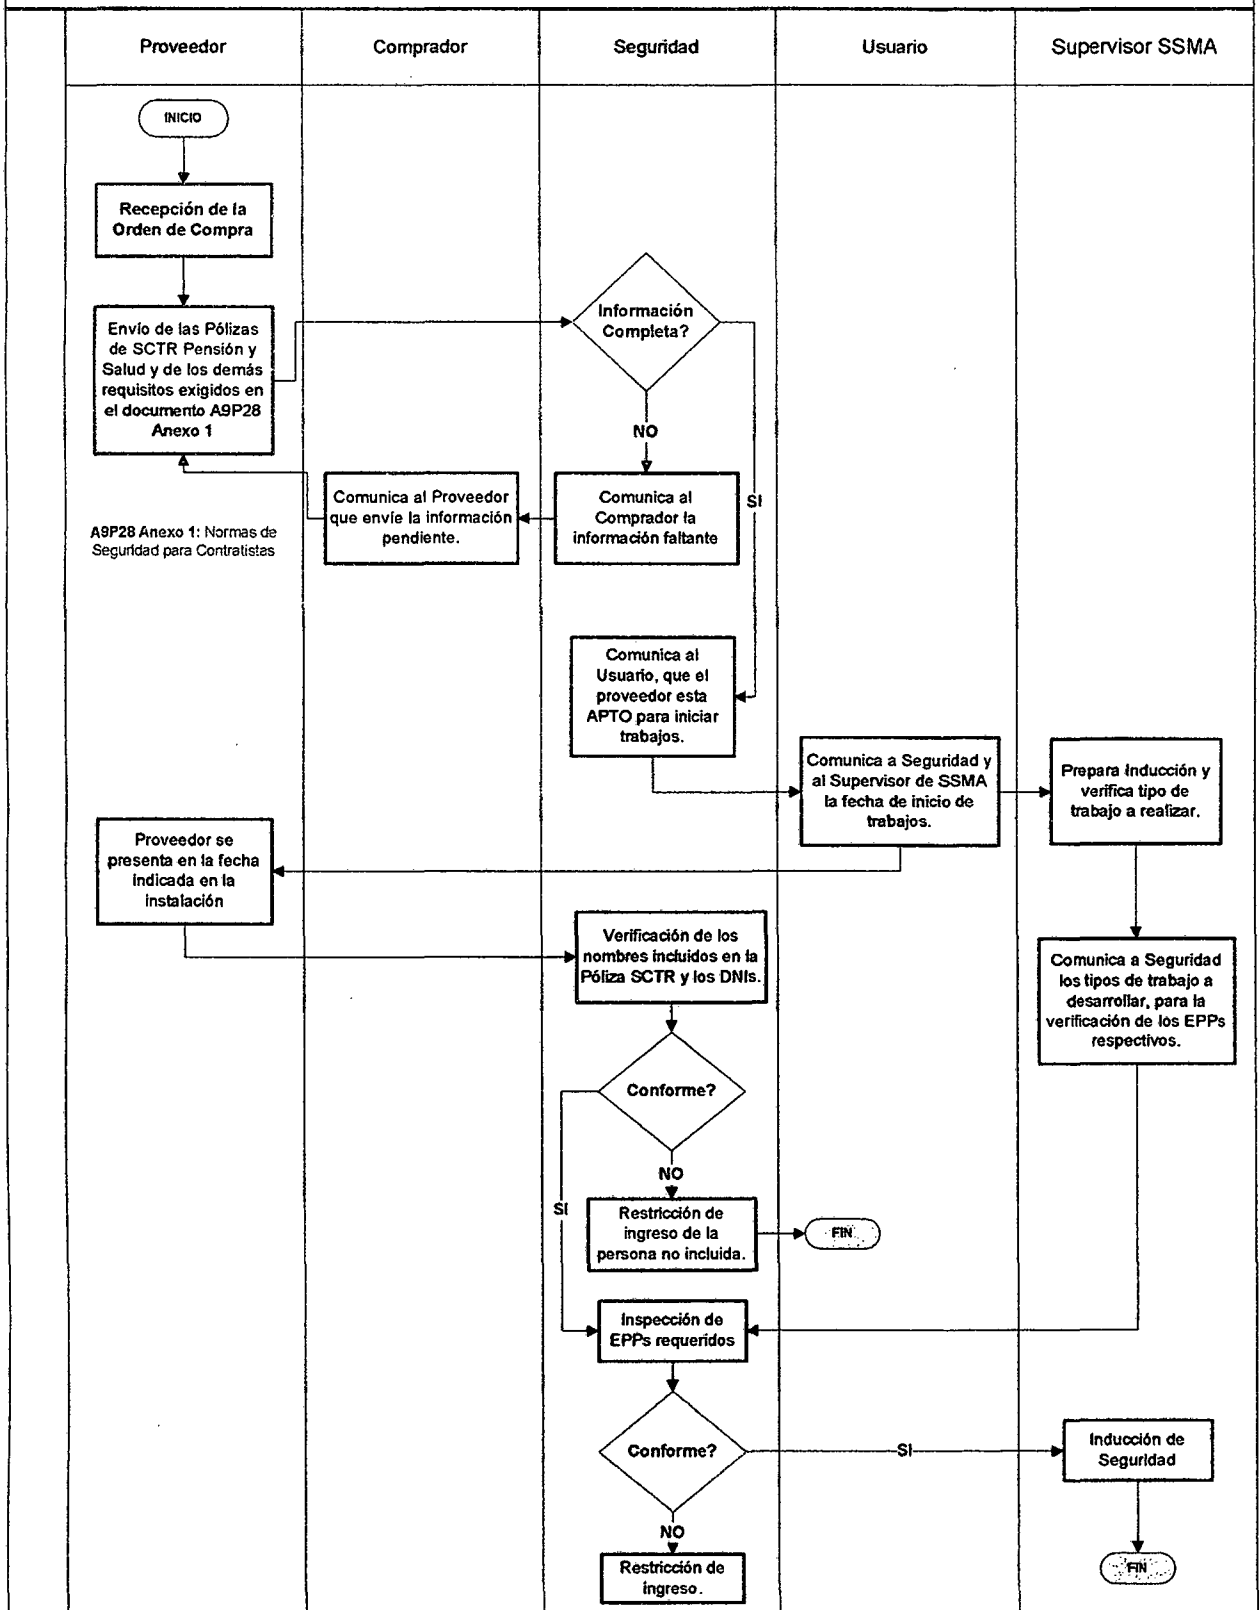 Proveedor
Comprador
Seguridad
Usuario
Supervisor SSMA
INICIO
Recepción de la
Orden de Compra
Envío de las Pólizas
de SCTR Pensión y
Salud y de los demás
requisitos exigidos en
el documento A9P28
Anexo 1
Información
Completa?
NO
SI
Comunica al Proveedor
que envíe la información
pendiente.
Comunica al
Comprador la
información faltante
A9P28 Anexo 1: Normas de
Seguridad para Contratistas
Comunica al
Usuario, que el
proveedor esta
APTO para iniciar
trabajos.
Comunica a Seguridad y
al Supervisor de SSMA
la fecha de inicio de
trabajos.
Prepara Inducción y
verifica tipo de
trabajo a realizar.
Proveedor se
presenta en la fecha
indicada en la
instalación
Verificación de los
nombres incluidos en la
Póliza SCTR y los DNIs.
Comunica a Seguridad
los tipos de trabajo a
desarrollar, para la
verificación de los EPPs
respectivos.
Conforme?
NO
SI
Restricción de
ingreso de la
persona no incluida.
FIN
Inspección de
EPPs requeridos
Conforme?
SI
Inducción de
Seguridad
NO
Restricción de
ingreso.
FIN